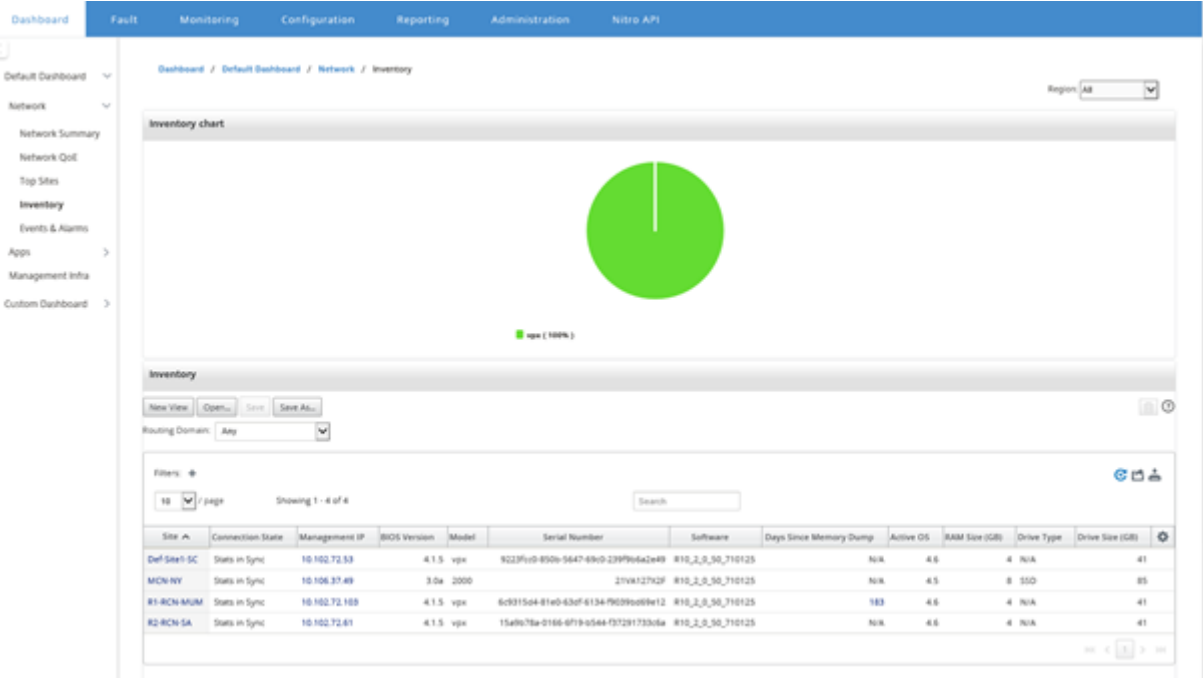 Dashboard Fault Monitoring Configuration Reporting Administration Nitro API
Default Dashboard
Network
Network Summary
Network QoE
Top Sites
Inventory
Events & Alarms
Apps
Management Infra
Custom Dashboard
Dashboard / Default Dashboard / Network / Inventory
Region: All
Inventory chart
vpx ( 100% )
Inventory
New View Open... Save Save As...
Routing Domain: Any
Filters: +
10 / page Showing 1 - 4 of 4 Search
Site Connection State Management IP BIOS Version Model Serial Number Software Days Since Memory Dump Active OS RAM Size (GB) Drive Type Drive Size (GB)
Def-Site1-SC Stats in Sync 10.102.72.53 4.1.5 vpx R10_2_0_50_710125 N/A 4.6 4 N/A 41
MCN-NY Stats in Sync 10.106.37.49 3.0a 2000 21VA127X2F R10_2_0_50_710125 N/A 4.5 8 SSD 85
R1-RCN-MUM Stats in Sync 10.102.72.103 4.1.5 vpx R10_2_0_50_710125 183 4.6 4 N/A 41
R2-RCN-SA Stats in Sync 10.102.72.61 4.1.5 vpx R10_2_0_50_710125 N/A 4.6 4 N/A 41
1